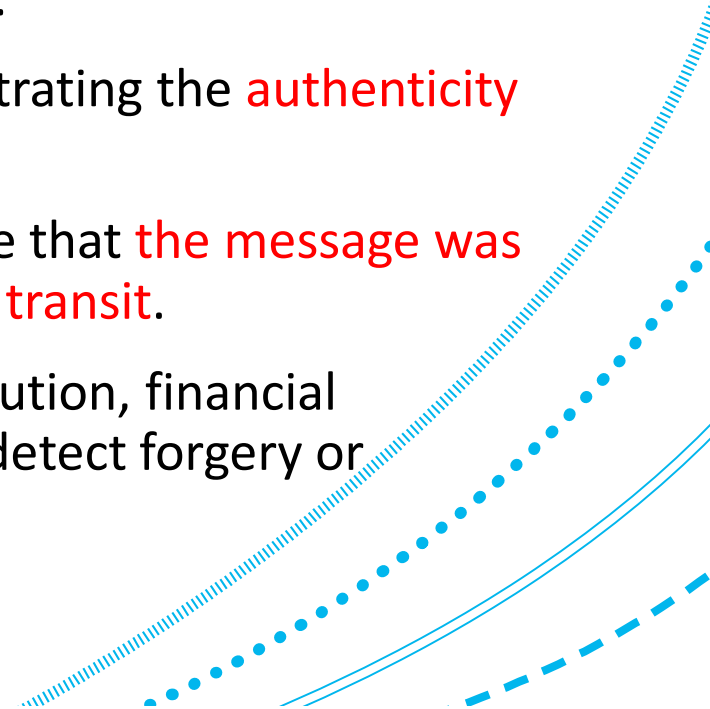 .
trating the authenticity
e that the message was
transit.
ution, financial
detect forgery or